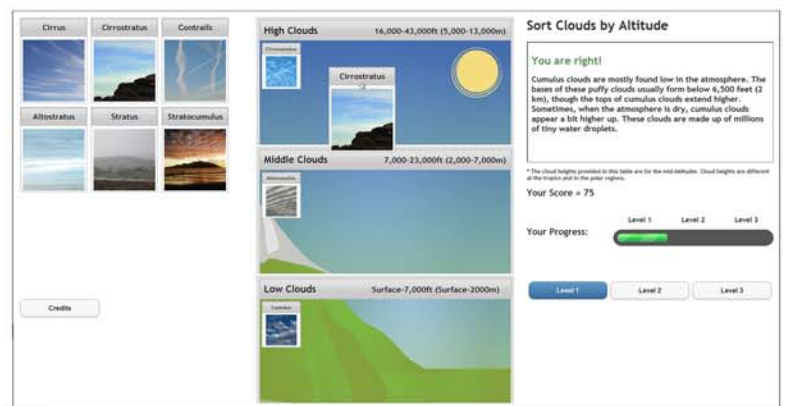 Cirrus
Cirrostratus
Contrails
Altostratus
Stratus
Stratocumulus
Credits
High Clouds
16,000-43,000ft (5,000-13,000m)
Cirrocumulus
Cirrostratus
Middle Clouds
7,000-23,000ft (2,000-7,000m)
Altocumulus
Low Clouds
Surface-7,000ft (Surface-2000m)
Cumulus
Sort Clouds by Altitude
You are right!
Cumulus clouds are mostly found low in the atmosphere. The
bases of these puffy clouds usually form below 6,500 feet (2
km), though the tops of cumulus clouds extend higher.
Sometimes, when the atmosphere is dry, cumulus clouds
appear a bit higher up. These clouds are made up of millions
of tiny water droplets.
* The cloud heights provided in this table are for the mid-latitudes. Cloud heights are different
at the tropics and in the polar regions.
Your Score = 75
Level 1
Level 2
Level 3
Your Progress:
Level 1
Level 2
Level 3